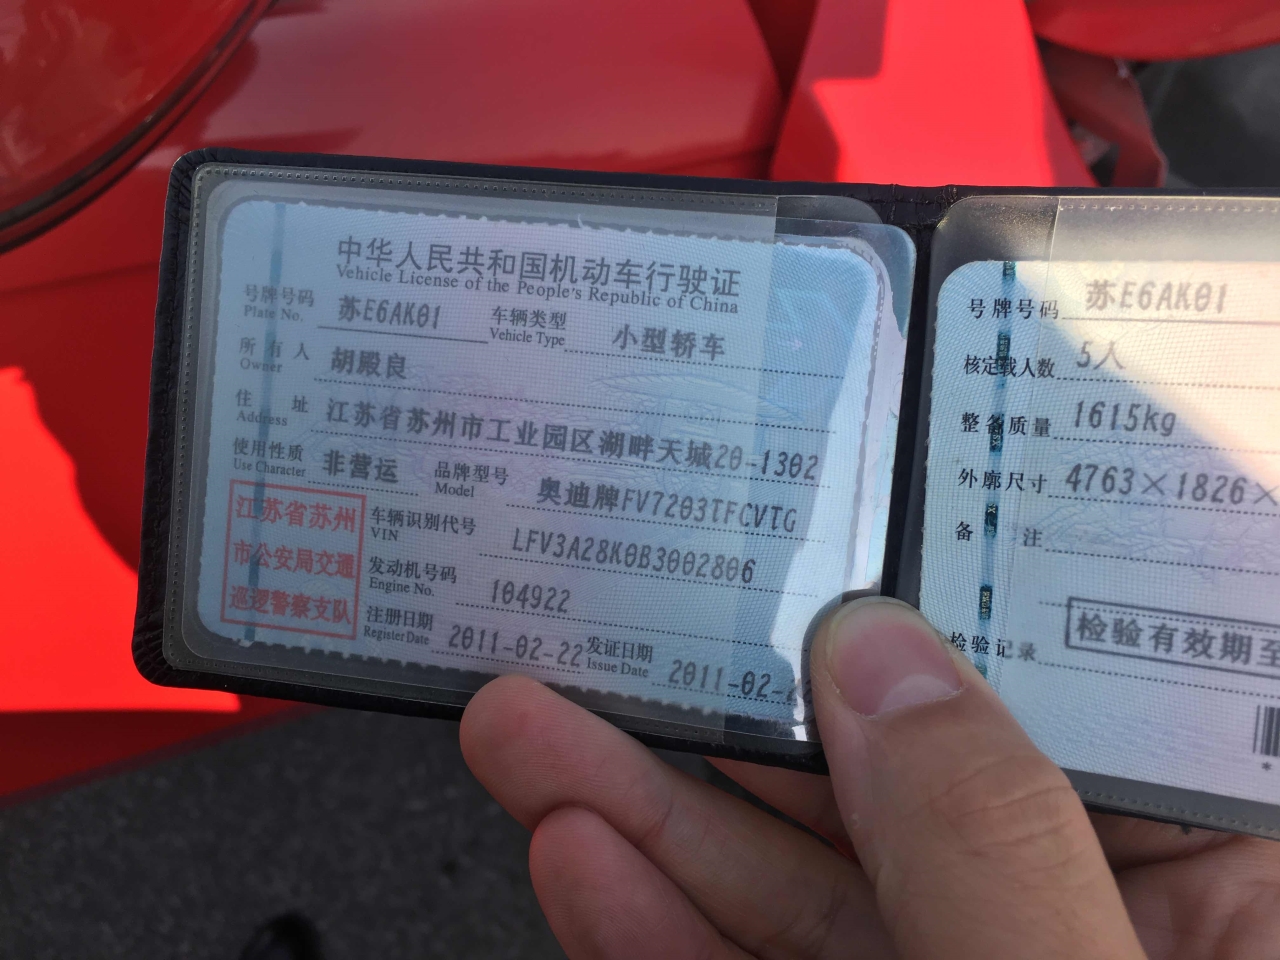 中华人民共和国机动车行驶证
Vehicle License of the People's Republic of China
号牌号码 苏E6AK01 车辆类型 小型轿车
Plate No. Vehicle Type
所有人 胡殿良
Owner
住址 江苏省苏州市工业园区湖畔天城20-1302
Address
使用性质 非营运 品牌型号 奥迪牌FV7203TFCVTG
Use Character Model
江苏省苏州
市公安局交通
巡逻警察支队
车辆识别代号 LFV3A28K0B3002806
VIN
发动机号码 104922
Engine No.
注册日期 2011-02-22 发证日期 2011-02-22
Register Date Issue Date
号牌号码 苏E6AK01
核定载人数 5人
整备质量 1615kg
外廓尺寸 4763×1826×
备注
检验记录
检验有效期至
*